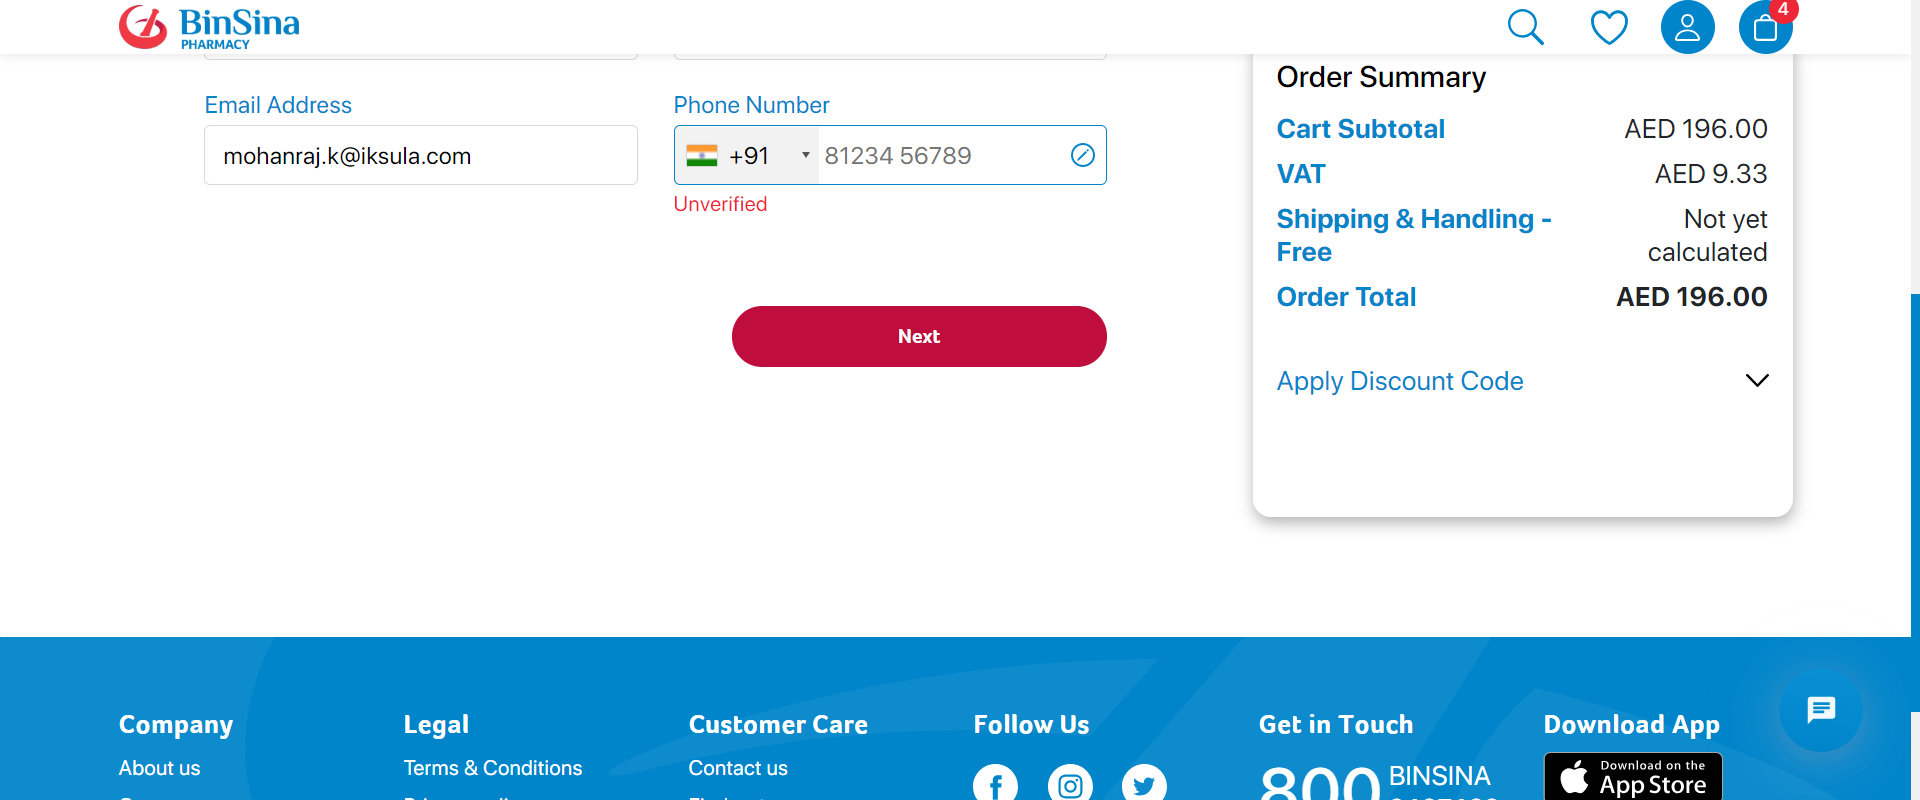 BinSina
PHARMACY
4
Email Address
Phone Number
mohanraj.k@iksula.com
+91
81234 56789
Unverified
Next
Order Summary
Cart Subtotal
AED 196.00
VAT
AED 9.33
Shipping & Handling -
Free
Not yet
calculated
Order Total
AED 196.00
Apply Discount Code
Company
About us
Legal
Terms & Conditions
Customer Care
Contact us
Follow Us
Get in Touch
800 BINSINA
Download App
Download on the
App Store